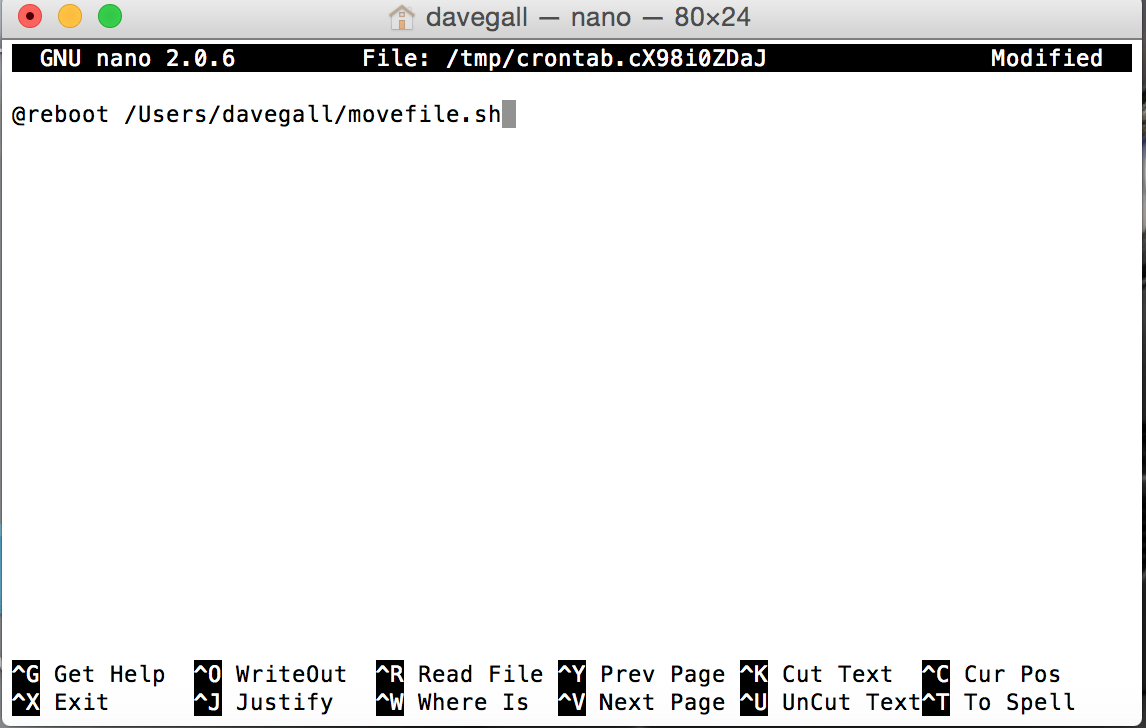 davegall — nano — 80×24
GNU nano 2.0.6 File: /tmp/crontab.cX98i0ZDaJ Modified
@reboot /Users/davegall/movefile.sh
^G Get Help ^O WriteOut ^R Read File ^Y Prev Page ^K Cut Text ^C Cur Pos
^X Exit ^J Justify ^W Where Is ^V Next Page ^U UnCut Text ^T To Spell